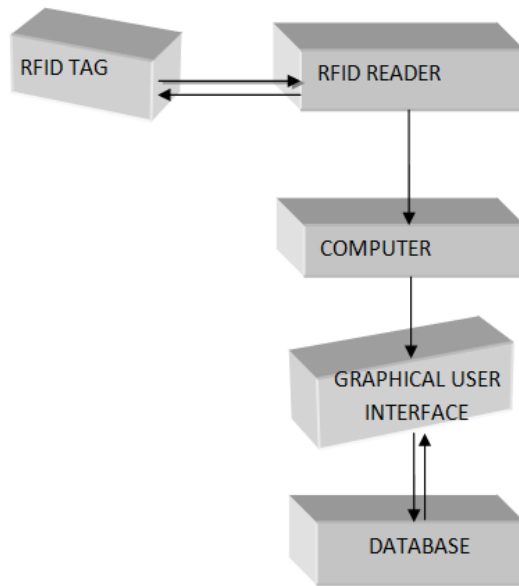 RFID TAG
RFID READER
COMPUTER
GRAPHICAL USER
INTERFACE
DATABASE